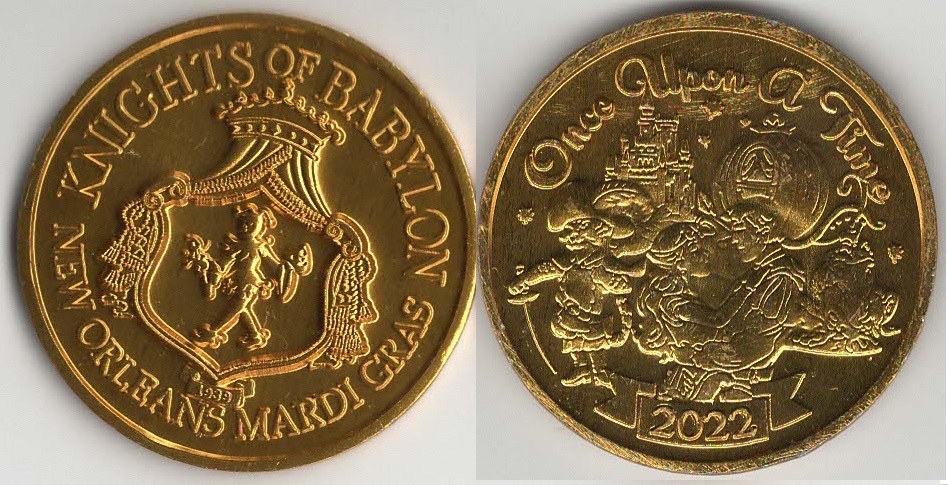 KNIGHTS OF BABYLON
NEW ORLEANS MARDI GRAS
1939
Once Upon A Time
2022